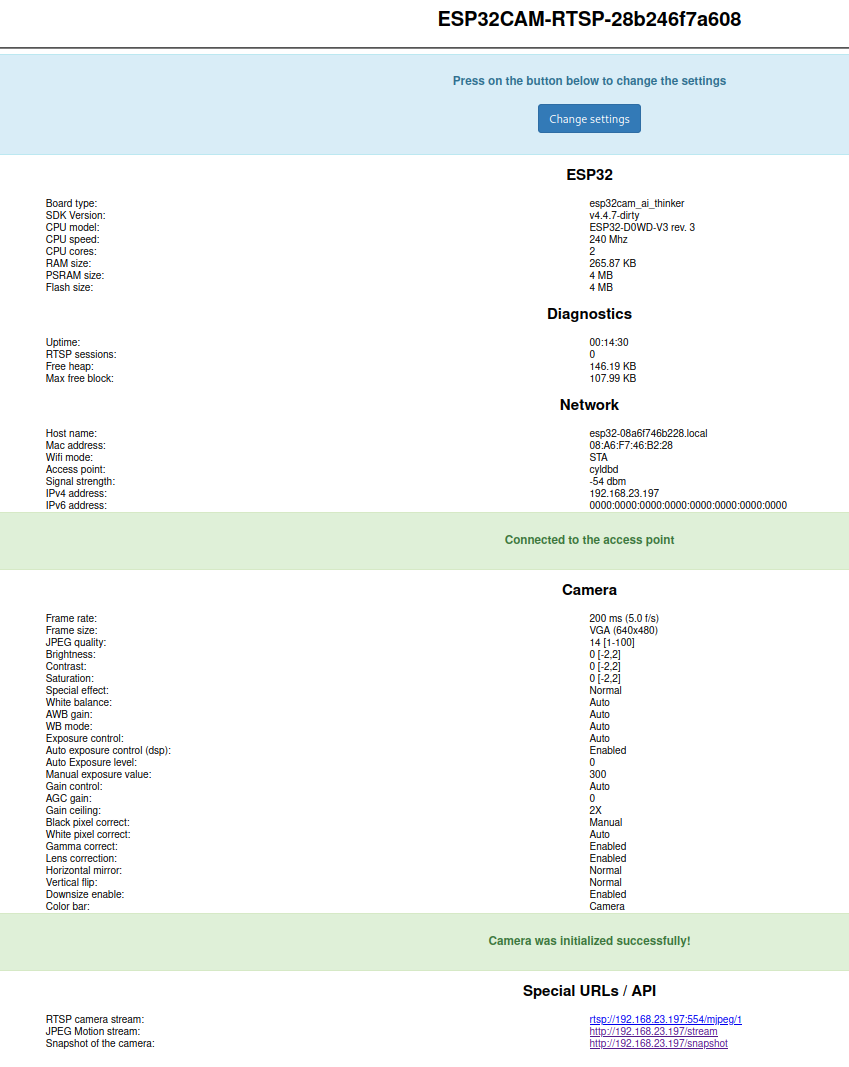 ESP32CAM-RTSP-28b246f7a608
Press on the button below to change the settings
Change settings
ESP32
Board type: esp32cam_ai_thinker
SDK Version: v4.4.7-dirty
CPU model: ESP32-D0WD-V3 rev. 3
CPU speed: 240 Mhz
CPU cores: 2
RAM size: 265.87 KB
PSRAM size: 4 MB
Flash size: 4 MB
Diagnostics
Uptime: 00:14:30
RTSP sessions: 0
Free heap: 146.19 KB
Max free block: 107.99 KB
Network
Host name: esp32-08a6f746b228.local
Mac address: 08:A6:F7:46:B2:28
Wifi mode: STA
Access point: cyldbd
Signal strength: -54 dbm
IPv4 address: 192.168.23.197
IPv6 address: 0000:0000:0000:0000:0000:0000:0000:0000
Connected to the access point
Camera
Frame rate: 200 ms (5.0 f/s)
Frame size: VGA (640x480)
JPEG quality: 14 [1-100]
Brightness: 0 [-2,2]
Contrast: 0 [-2,2]
Saturation: 0 [-2,2]
Special effect: Normal
White balance: Auto
AWB gain: Auto
WB mode: Auto
Exposure control: Auto
Auto exposure control (dsp): Enabled
Auto Exposure level: 0
Manual exposure value: 300
Gain control: Auto
AGC gain: 0
Gain ceiling: 2X
Black pixel correct: Manual
White pixel correct: Auto
Gamma correct: Enabled
Lens correction: Enabled
Horizontal mirror: Normal
Vertical flip: Normal
Downsize enable: Enabled
Color bar: Camera
Camera was initialized successfully!
Special URLs / API
RTSP camera stream: rtsp://192.168.23.197:554/mjpeg/1
JPEG Motion stream: http://192.168.23.197/stream
Snapshot of the camera: http://192.168.23.197/snapshot